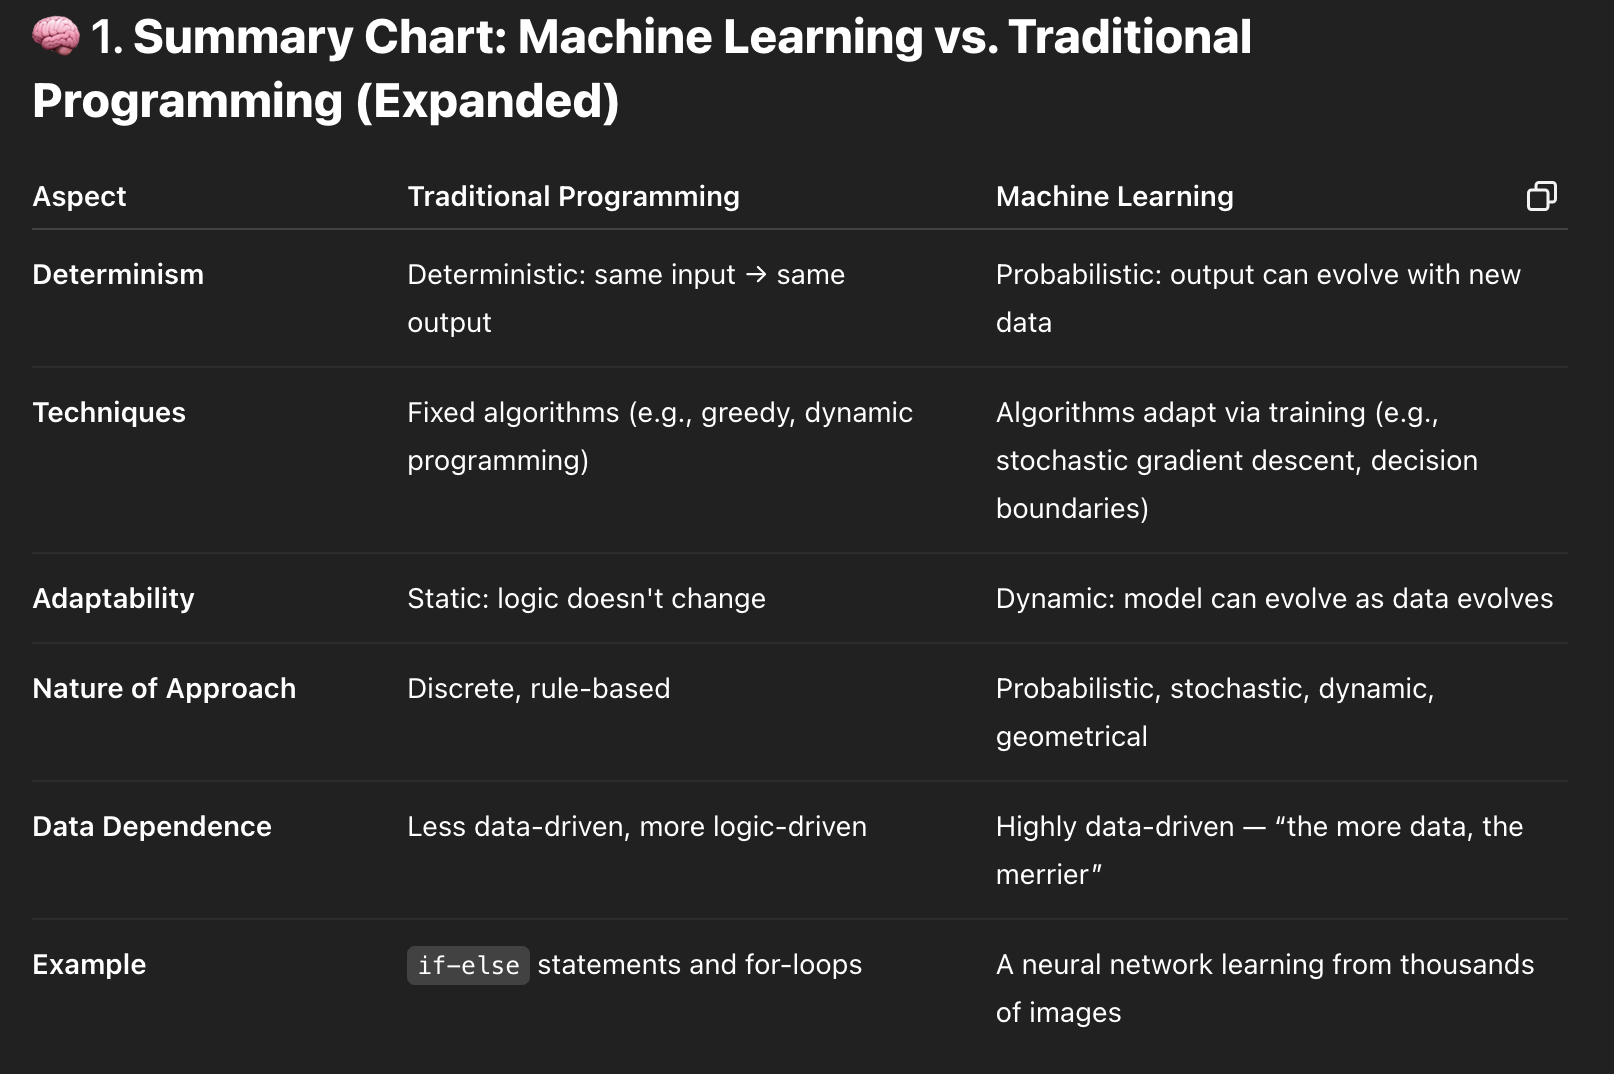 🧠 1. Summary Chart: Machine Learning vs. Traditional
Programming (Expanded)
Aspect Traditional Programming Machine Learning
Determinism Deterministic: same input → same Probabilistic: output can evolve with new
output data
Techniques Fixed algorithms (e.g., greedy, dynamic Algorithms adapt via training (e.g.,
programming) stochastic gradient descent, decision
boundaries)
Adaptability Static: logic doesn't change Dynamic: model can evolve as data evolves
Nature of Approach Discrete, rule-based Probabilistic, stochastic, dynamic,
geometrical
Data Dependence Less data-driven, more logic-driven Highly data-driven — “the more data, the
merrier”
Example if-else statements and for-loops A neural network learning from thousands
of images